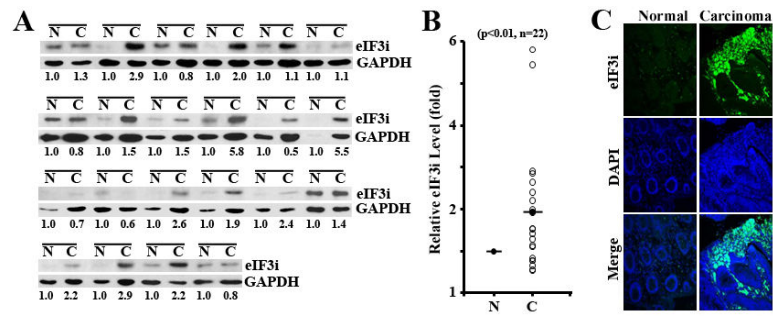 A
N C N C N C N C N C N C
eIF3i
GAPDH
1.0 1.3 1.0 2.9 1.0 0.8 1.0 2.0 1.0 1.1 1.0 1.1
N C N C N C N C N C N C
eIF3i
GAPDH
1.0 0.8 1.0 1.5 1.0 1.5 1.0 5.8 1.0 0.5 1.0 5.5
N C N C N C N C N C N C
eIF3i
GAPDH
1.0 0.7 1.0 0.6 1.0 2.6 1.0 1.9 1.0 2.4 1.0 1.4
N C N C N C N C
eIF3i
GAPDH
1.0 2.2 1.0 2.9 1.0 2.2 1.0 0.8
B
(p<0.01, n=22)
Relative eIF3i Level (fold)
6
4
2
1
N C
C
Normal Carcinoma
eIF3i
DAPI
Merge